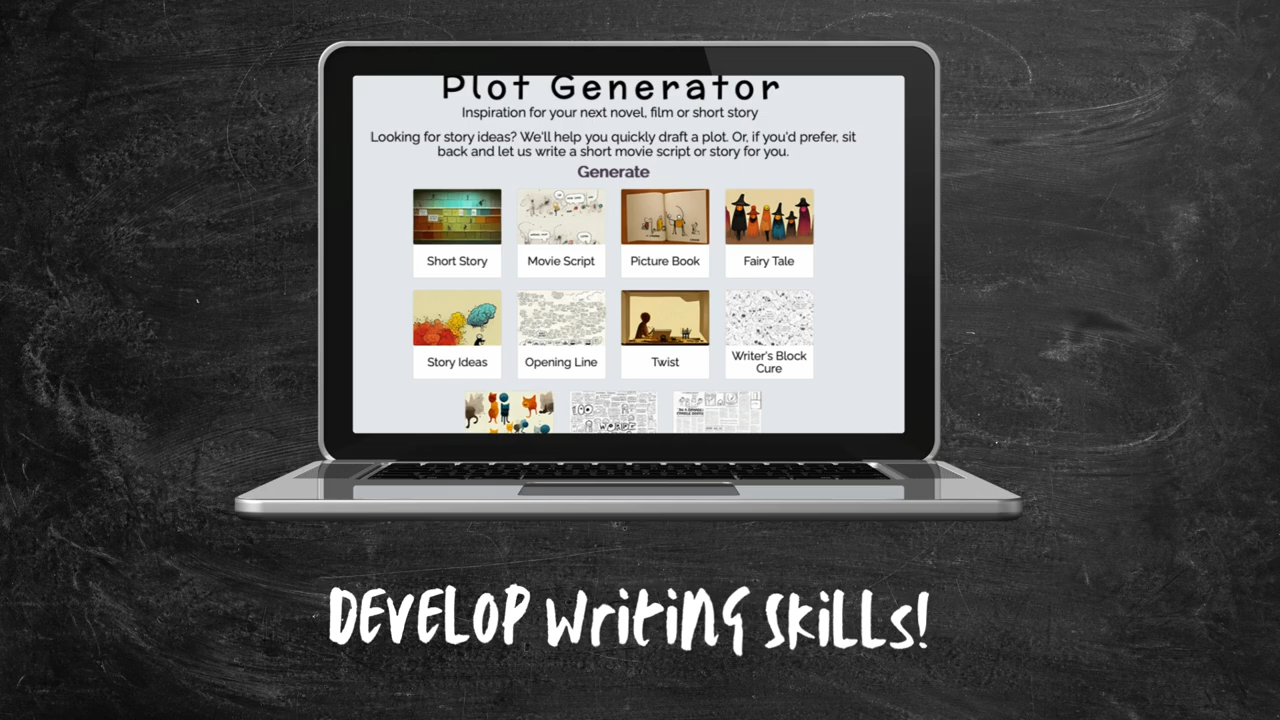 Plot Generator
Inspiration for your next novel, film or short story
Looking for story ideas? We'll help you quickly draft a plot. Or, if you'd prefer, sit
back and let us write a short movie script or story for you.
Generate
Short Story
Movie Script
Picture Book
Fairy Tale
Story Ideas
Opening Line
Twist
Writer's Block
Cure
100
WORDS
DEVELOP Writing SkiLLs!